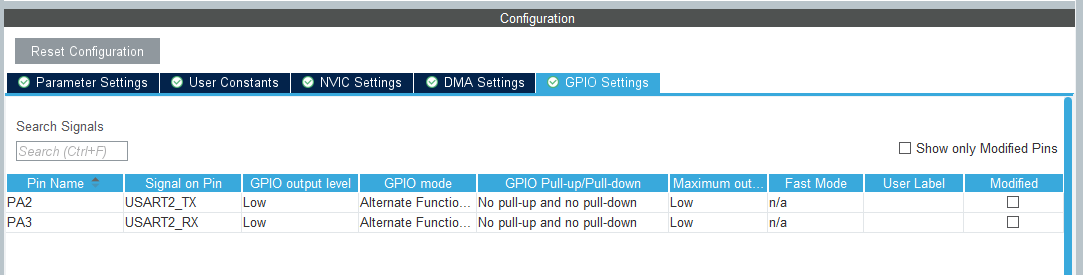 Configuration
Reset Configuration
Parameter Settings User Constants NVIC Settings DMA Settings GPIO Settings
Search Signals
Search (Ctrl+F)
Show only Modified Pins
Pin Name Signal on Pin GPIO output level GPIO mode GPIO Pull-up/Pull-down Maximum out... Fast Mode User Label Modified
PA2 USART2_TX Low Alternate Functio... No pull-up and no pull-down Low n/a
PA3 USART2_RX Low Alternate Functio... No pull-up and no pull-down Low n/a